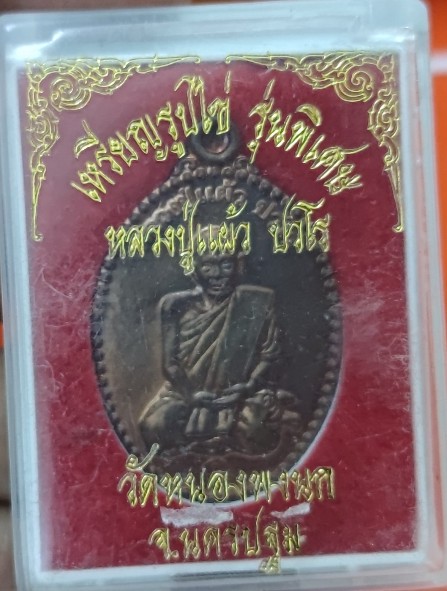 เหรียญรูปไข่ รุ่นพิเศษ
หลวงปู่แผ้ว ปวโร
วัดหนองพงนก
จ.นครปฐม